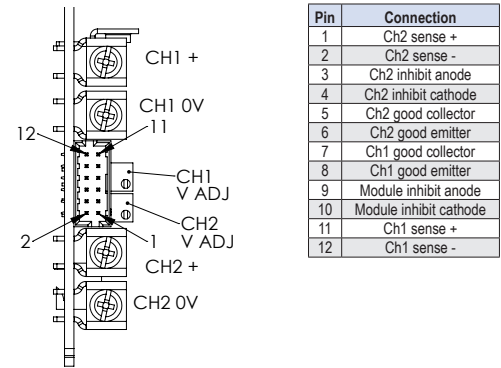 CH1 +
CH1 0V
12
11
CH1
V ADJ
CH2
V ADJ
2
1
CH2 +
CH2 0V
Pin Connection
1 Ch2 sense +
2 Ch2 sense -
3 Ch2 inhibit anode
4 Ch2 inhibit cathode
5 Ch2 good collector
6 Ch2 good emitter
7 Ch1 good collector
8 Ch1 good emitter
9 Module inhibit anode
10 Module inhibit cathode
11 Ch1 sense +
12 Ch1 sense -